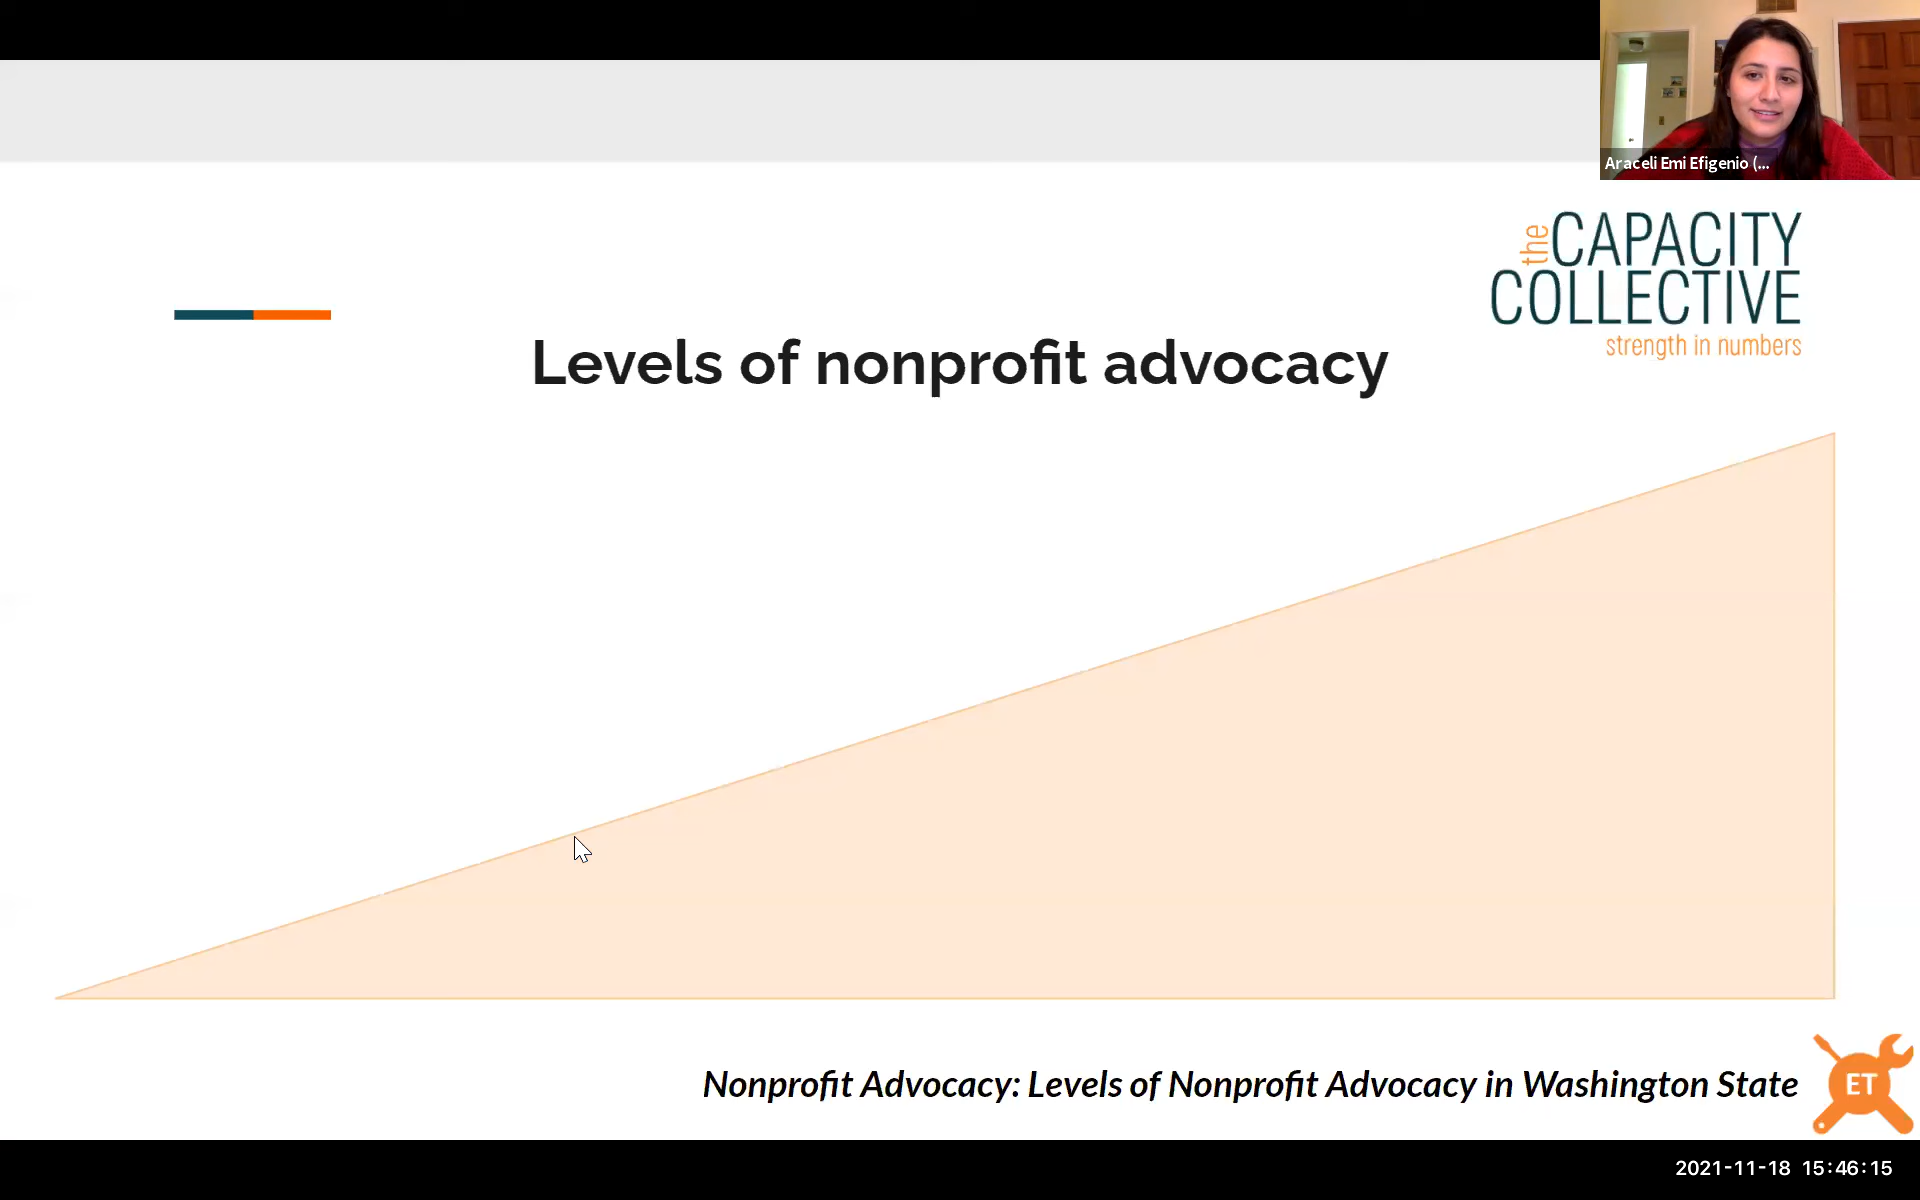 Araceli Emi Efigenio (...
the CAPACITY
COLLECTIVE
strength in numbers
Levels of nonprofit advocacy
Nonprofit Advocacy: Levels of Nonprofit Advocacy in Washington State
ET
2021-11-18 15:46:15